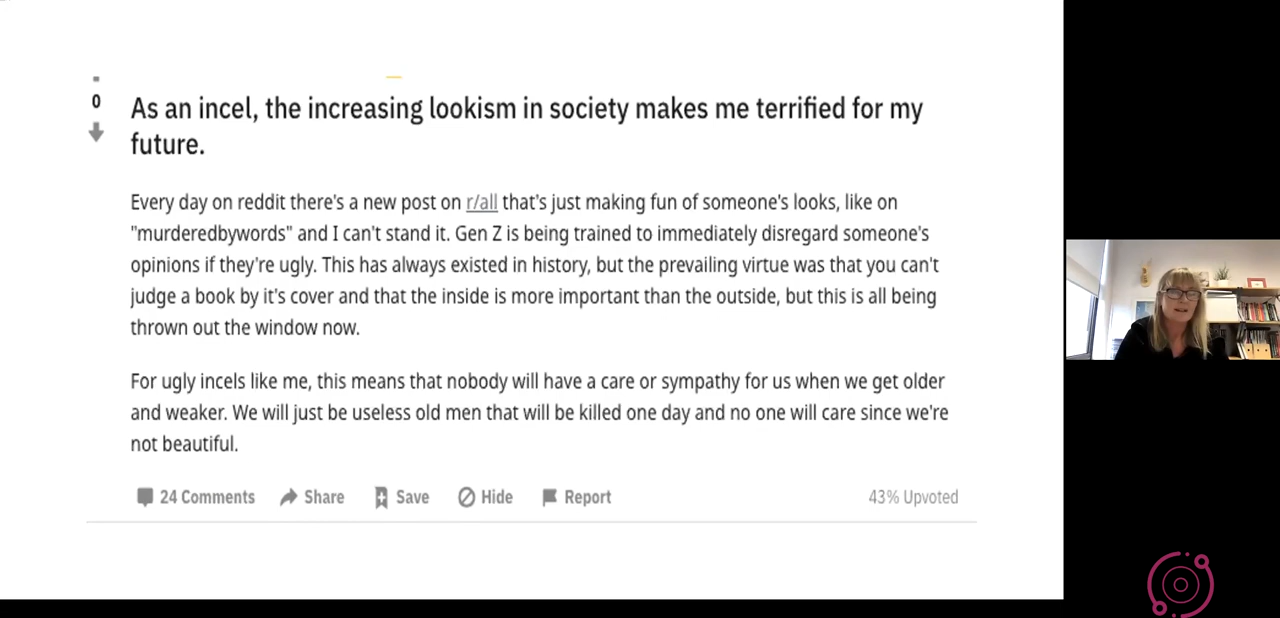 0
As an incel, the increasing lookism in society makes me terrified for my
future.
Every day on reddit there's a new post on r/all that's just making fun of someone's looks, like on
"murderedbywords" and I can't stand it. Gen Z is being trained to immediately disregard someone's
opinions if they're ugly. This has always existed in history, but the prevailing virtue was that you can't
judge a book by it's cover and that the inside is more important than the outside, but this is all being
thrown out the window now.
For ugly incels like me, this means that nobody will have a care or sympathy for us when we get older
and weaker. We will just be useless old men that will be killed one day and no one will care since we're
not beautiful.
24 Comments Share Save Hide Report 43% Upvoted